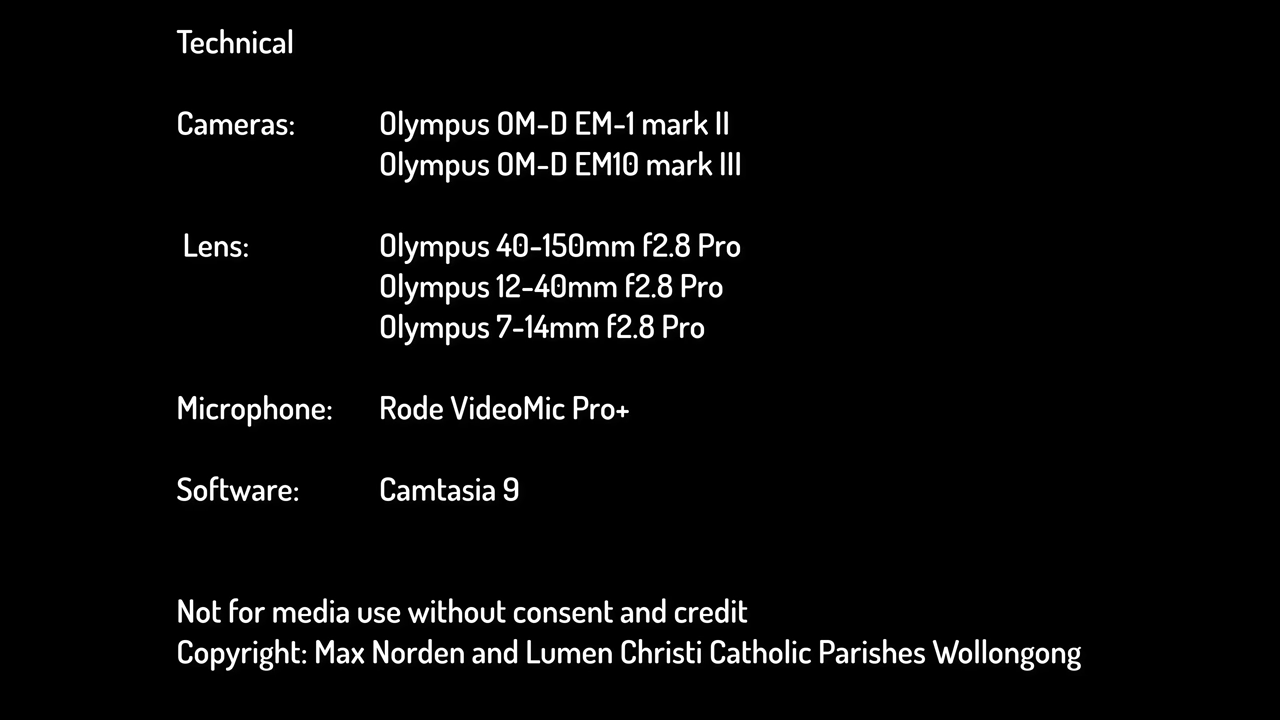 Technical
Cameras: Olympus OM-D EM-1 mark II
Olympus OM-D EM10 mark III
Lens: Olympus 40-150mm f2.8 Pro
Olympus 12-40mm f2.8 Pro
Olympus 7-14mm f2.8 Pro
Microphone: Rode VideoMic Pro+
Software: Camtasia 9
Not for media use without consent and credit
Copyright: Max Norden and Lumen Christi Catholic Parishes Wollongong